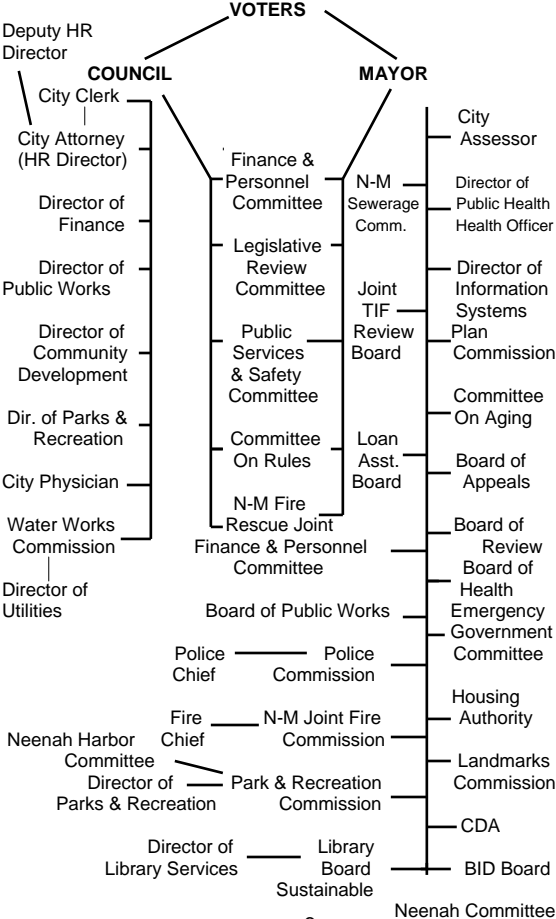 VOTERS
Deputy HR
Director
COUNCIL
MAYOR
City Clerk
City Attorney
(HR Director)
Director of
Finance
Director of
Public Works
Director of
Community
Development
Dir. of Parks &
Recreation
City Physician
Water Works
Commission
Director of
Utilities
Finance &
Personnel
Committee
Legislative
Review
Committee
Public
Services
& Safety
Committee
Committee
On Rules
N-M Fire
Rescue Joint
Finance & Personnel
Committee
N-M
Sewerage
Comm.
Joint
TIF
Review
Board
Loan
Asst.
Board
Board of Public Works
Police
Chief
Police
Commission
Fire
Chief
N-M Joint Fire
Commission
Neenah Harbor
Committee
Director of
Parks & Recreation
Park & Recreation
Commission
Director of
Library Services
Library
Board
Sustainable
City
Assessor
Director of
Public Health
Health Officer
Director of
Information
Systems
Plan
Commission
Committee
On Aging
Board of
Appeals
Board of
Review
Board of
Health
Emergency
Government
Committee
Housing
Authority
Landmarks
Commission
CDA
BID Board
Neenah Committee